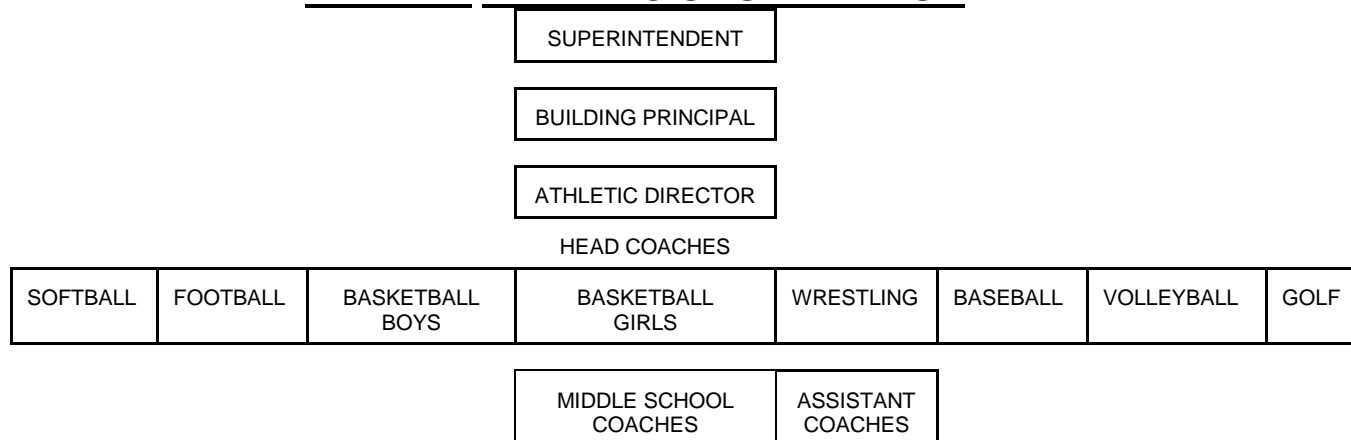 SUPERINTENDENT
BUILDING PRINCIPAL
ATHLETIC DIRECTOR
HEAD COACHES
SOFTBALL FOOTBALL BASKETBALL BOYS BASKETBALL GIRLS WRESTLING BASEBALL VOLLEYBALL GOLF
MIDDLE SCHOOL COACHES ASSISTANT COACHES